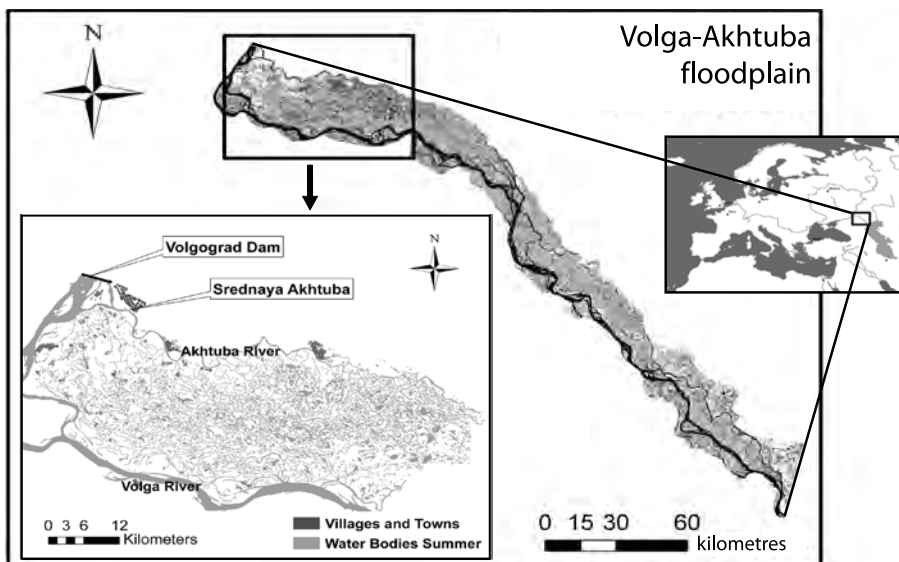 Volga-Akhtuba
floodplain
N
Volgograd Dam
N
Srednaya Akhtuba
Akhtuba River
Volga River
0 3 6 12
Kilometers
Villages and Towns
Water Bodies Summer
0 15 30 60
kilometres